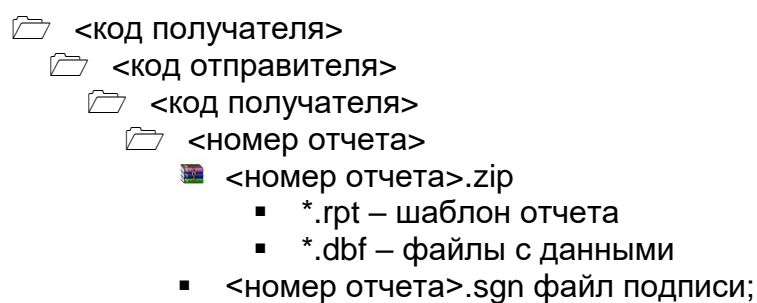 <код получателя>
<код отправителя>
<код получателя>
<номер отчета>
<номер отчета>.zip
▪ *.rpt – шаблон отчета
▪ *.dbf – файлы с данными
▪ <номер отчета>.sgn файл подписи;